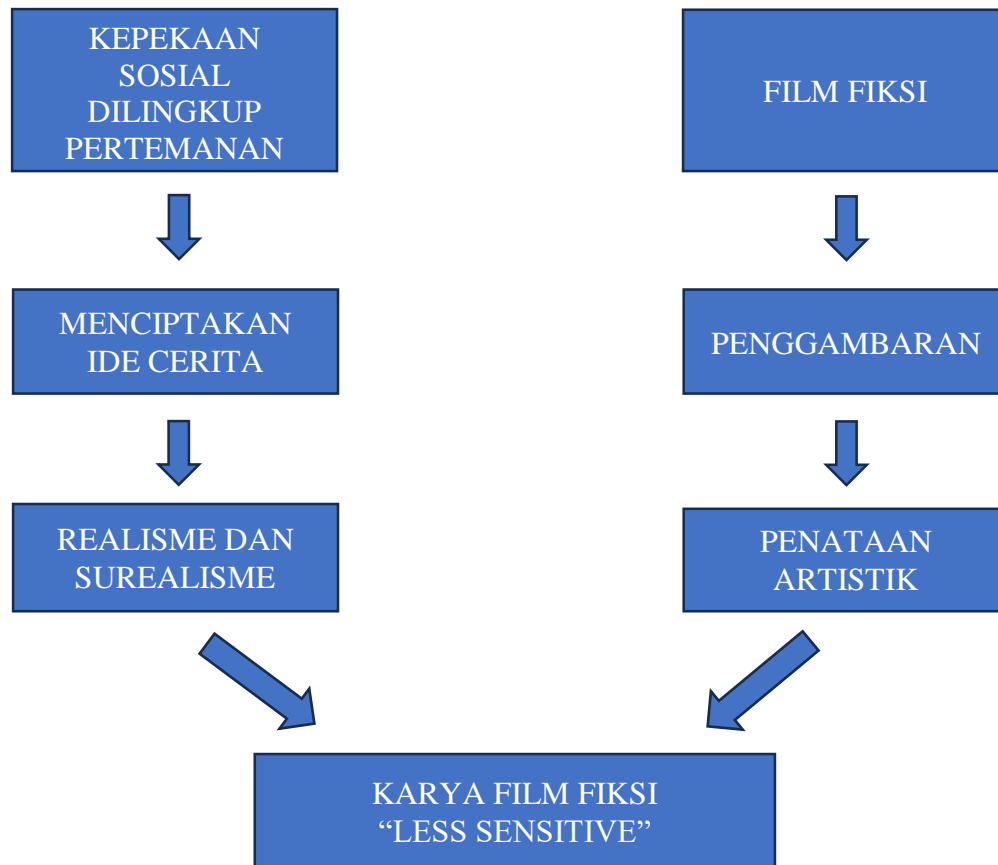 KEPEKAAN
SOSIAL
DILINGKUP
PERTEMANAN
MENCIPTAKAN
IDE CERITA
REALISME DAN
SUREALISME
FILM FIKSI
PENGGAMBARAN
PENATAAN
ARTISTIK
KARYA FILM FIKSI
“LESS SENSITIVE”